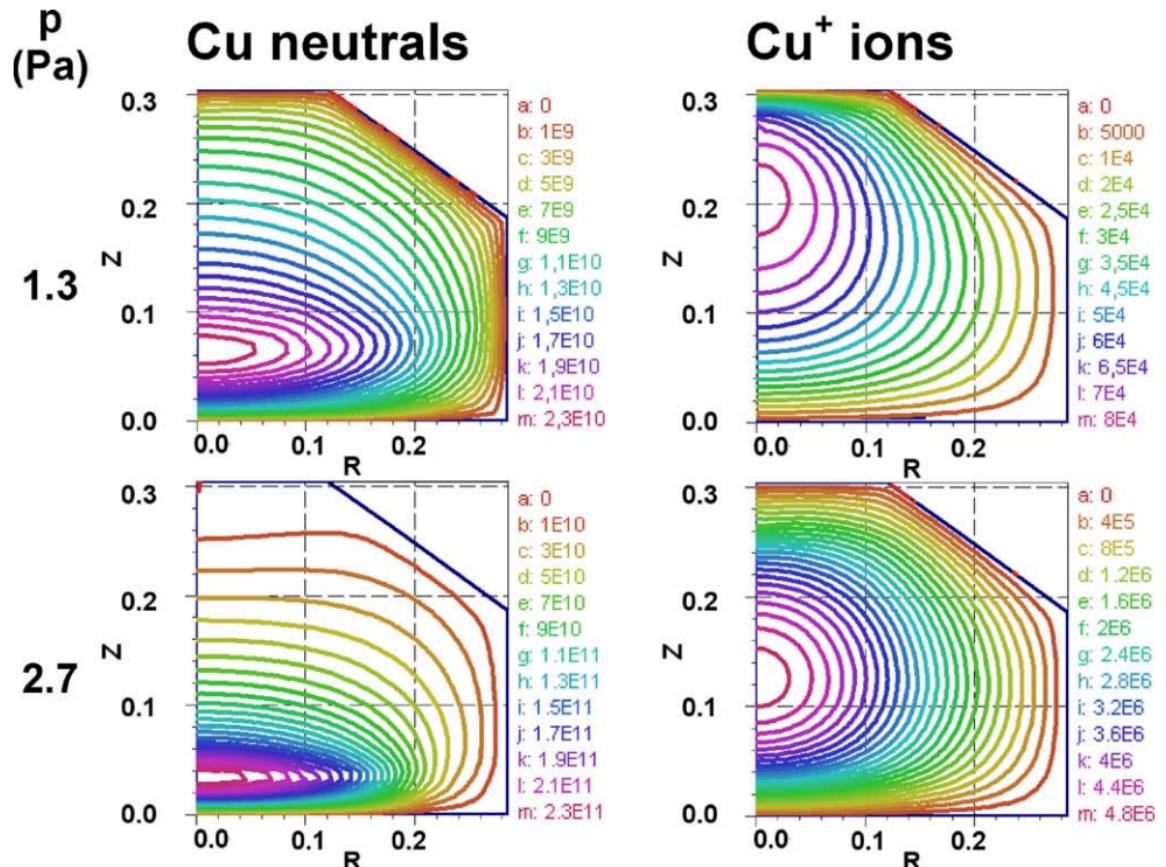 p
(Pa)
Cu neutrals
Cu⁺ ions
1.3
Z
0.3
0.2
0.1
0.0
0.0
0.1
0.2
R
a: 0
b: 1E9
c: 3E9
d: 5E9
e: 7E9
f: 9E9
g: 1,1E10
h: 1,3E10
i: 1,5E10
j: 1,7E10
k: 1,9E10
l: 2,1E10
m: 2,3E10
Z
0.3
0.2
0.1
0.0
0.0
0.1
0.2
R
a: 0
b: 5000
c: 1E4
d: 2E4
e: 2,5E4
f: 3E4
g: 3,5E4
h: 4,5E4
i: 5E4
j: 6E4
k: 6,5E4
l: 7E4
m: 8E4
2.7
Z
0.3
0.2
0.1
0.0
0.0
0.1
0.2
R
a: 0
b: 1E10
c: 3E10
d: 5E10
e: 7E10
f: 9E10
g: 1.1E11
h: 1.3E11
i: 1.5E11
j: 1.7E11
k: 1.9E11
l: 2.1E11
m: 2.3E11
Z
0.3
0.2
0.1
0.0
0.0
0.1
0.2
R
a: 0
b: 4E5
c: 8E5
d: 1.2E6
e: 1.6E6
f: 2E6
g: 2.4E6
h: 2.8E6
i: 3.2E6
j: 3.6E6
k: 4E6
l: 4.4E6
m: 4.8E6